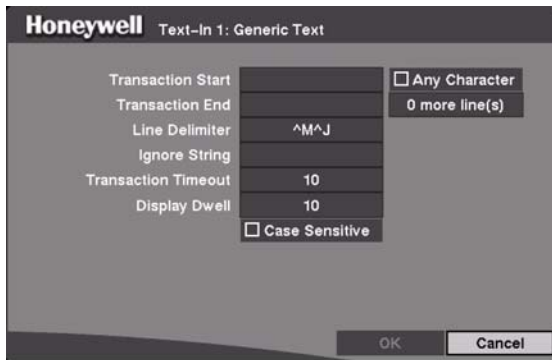 Honeywell Text-In 1: Generic Text
Transaction Start ☐ Any Character
Transaction End 0 more line(s)
Line Delimiter ^M^J
Ignore String
Transaction Timeout 10
Display Dwell 10
☐ Case Sensitive
OK Cancel